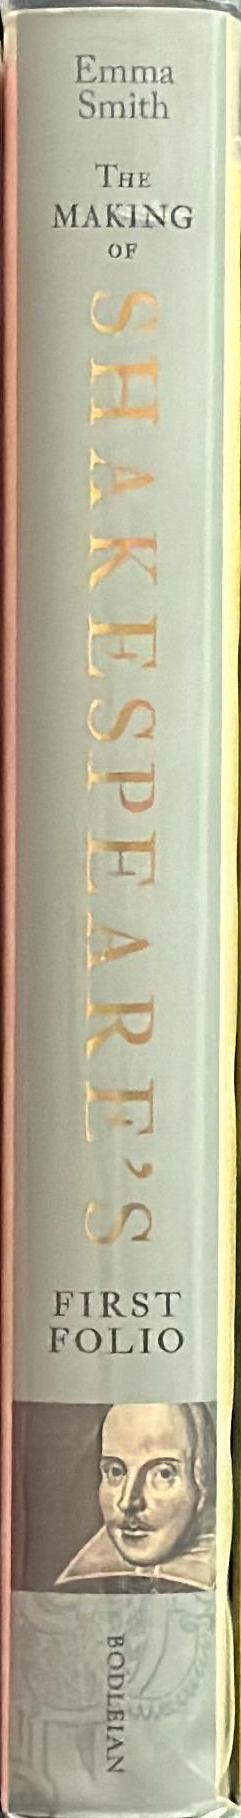 Emma
Smith
THE
MAKING
OF
SHAKESPEARE'S
FIRST
FOLIO
BODLEIAN